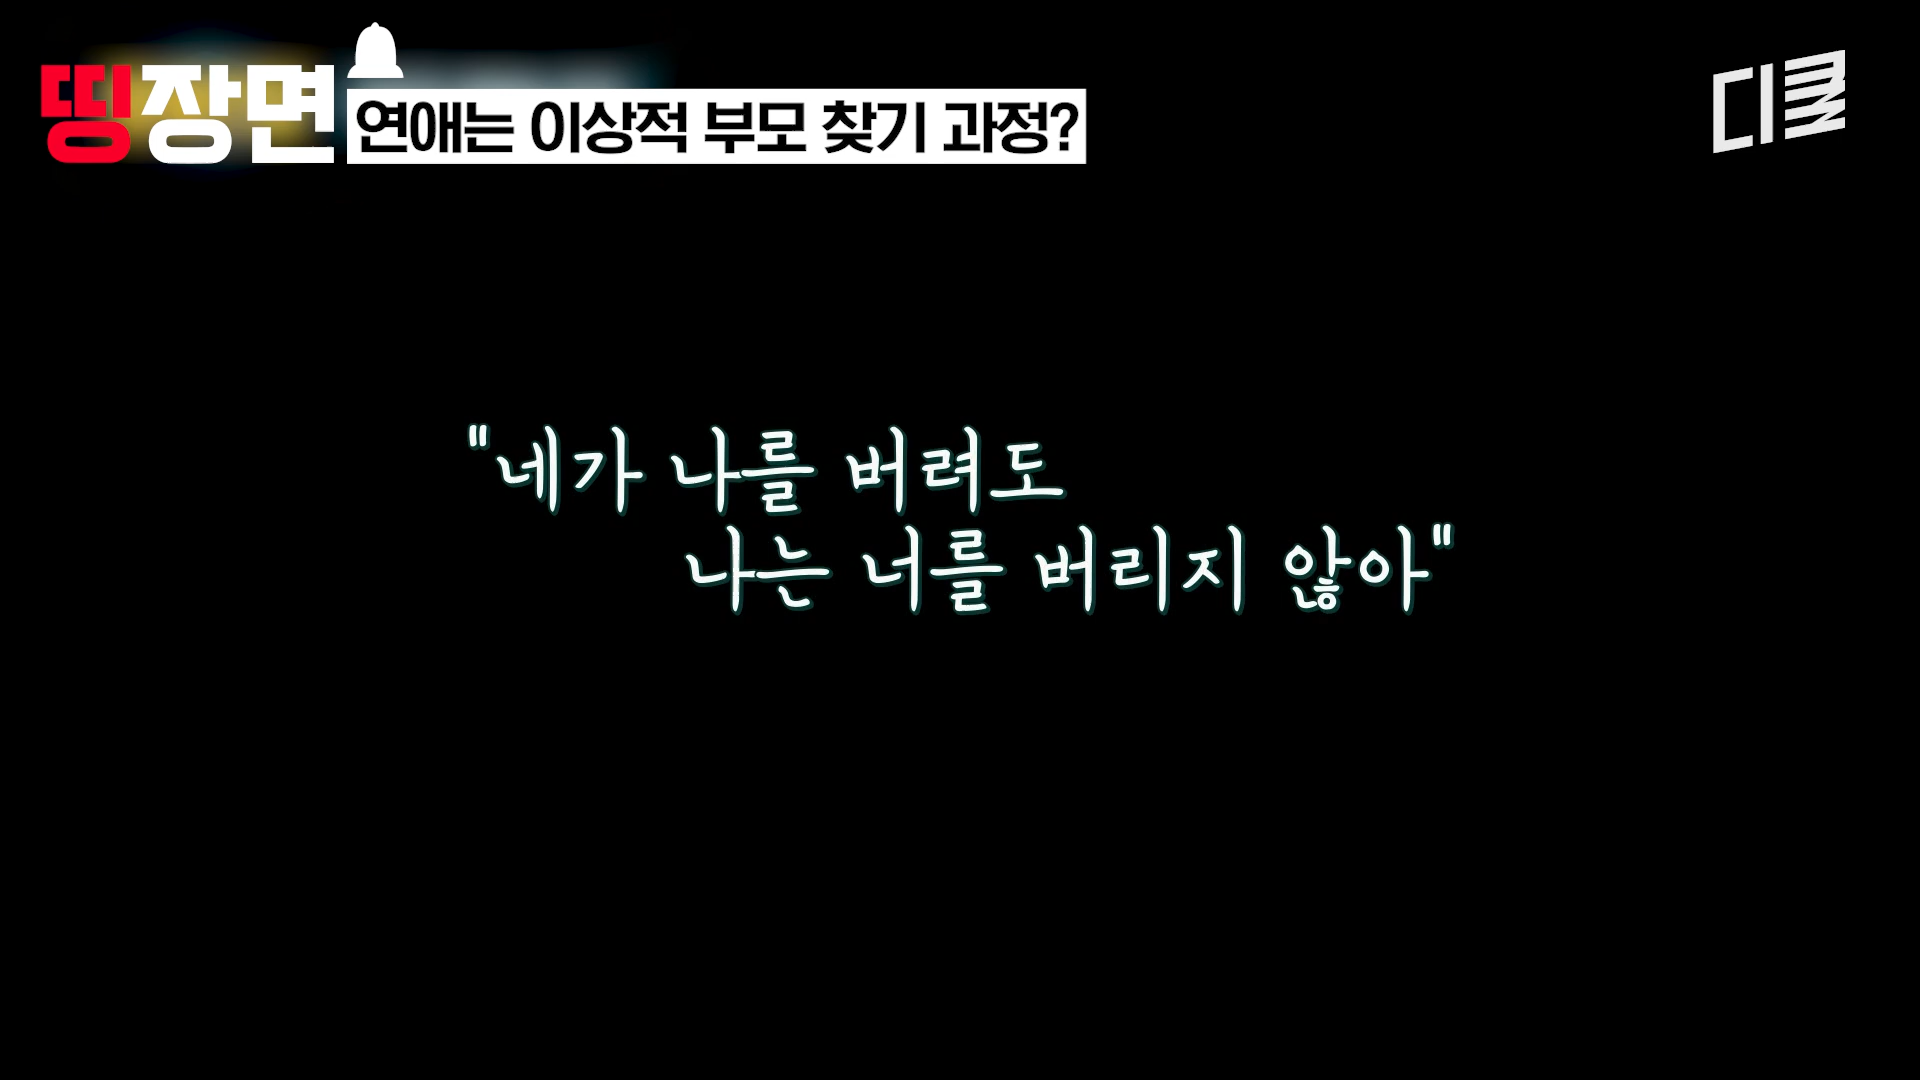 띵장면
연애는 이상적 부모 찾기 과정?
디클
"네가 나를 버려도
나는 너를 버리지 않아"